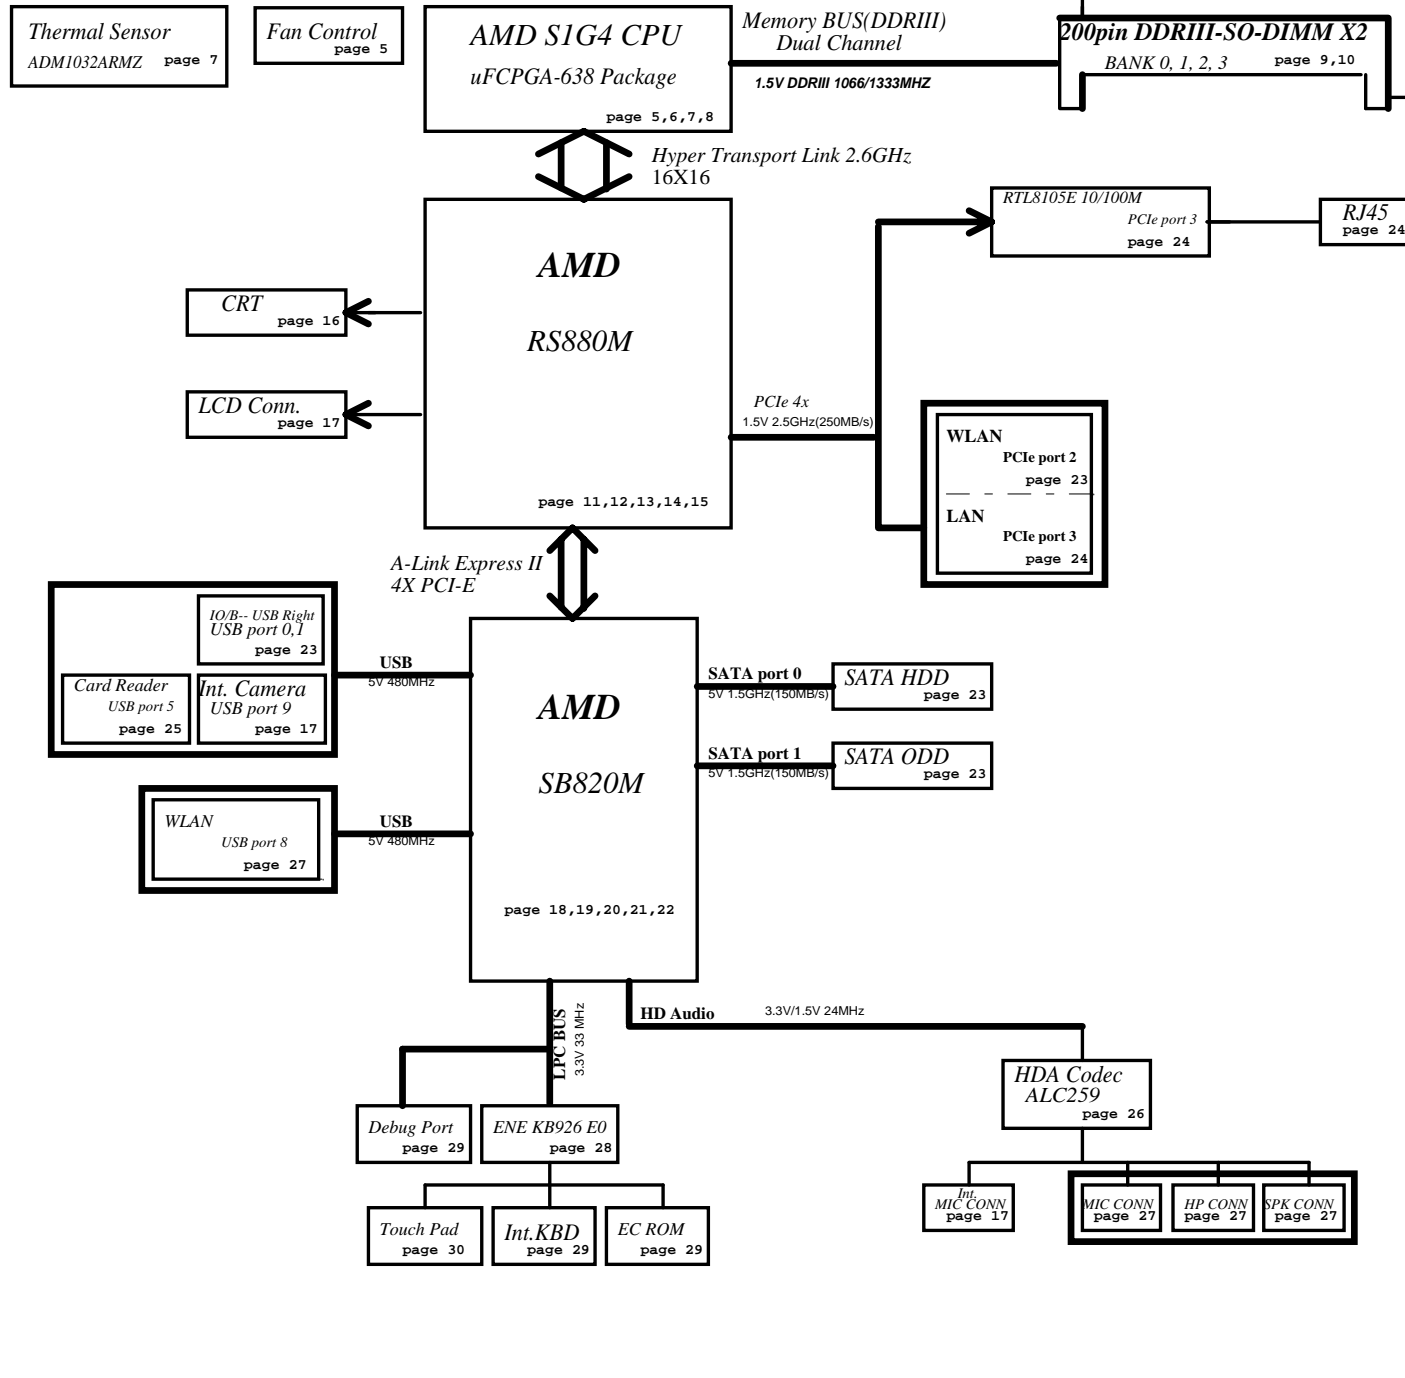 Thermal Sensor
ADM1032ARMZ page 7
Fan Control
page 5
AMD S1G4 CPU
uFCPGA-638 Package
page 5,6,7,8
Memory BUS(DDRIII)
Dual Channel
1.5V DDRIII 1066/1333MHZ
200pin DDRIII-SO-DIMM X2
BANK 0, 1, 2, 3 page 9,10
Hyper Transport Link 2.6GHz
16X16
RTL8105E 10/100M
PCIe port 3
page 24
RJ45
page 24
AMD
RS880M
page 11,12,13,14,15
CRT
page 16
LCD Conn.
page 17
PCIe 4x
1.5V 2.5GHz(250MB/s)
WLAN
PCIe port 2
page 23
LAN
PCIe port 3
page 24
A-Link Express II
4X PCI-E
IO/B-- USB Right
USB port 0,1
page 23
Card Reader
USB port 5
page 25
Int. Camera
USB port 9
page 17
USB
5V 480MHz
AMD
SB820M
page 18,19,20,21,22
SATA port 0
5V 1.5GHz(150MB/s)
SATA HDD
page 23
SATA port 1
5V 1.5GHz(150MB/s)
SATA ODD
page 23
WLAN
USB port 8
page 27
USB
5V 480MHz
LPC BUS
3.3V 33 MHz
HD Audio
3.3V/1.5V 24MHz
HDA Codec
ALC259
page 26
Debug Port
page 29
ENE KB926 E0
page 28
Touch Pad
page 30
Int.KBD
page 29
EC ROM
page 29
Int.
MIC CONN
page 17
MIC CONN
page 27
HP CONN
page 27
SPK CONN
page 27